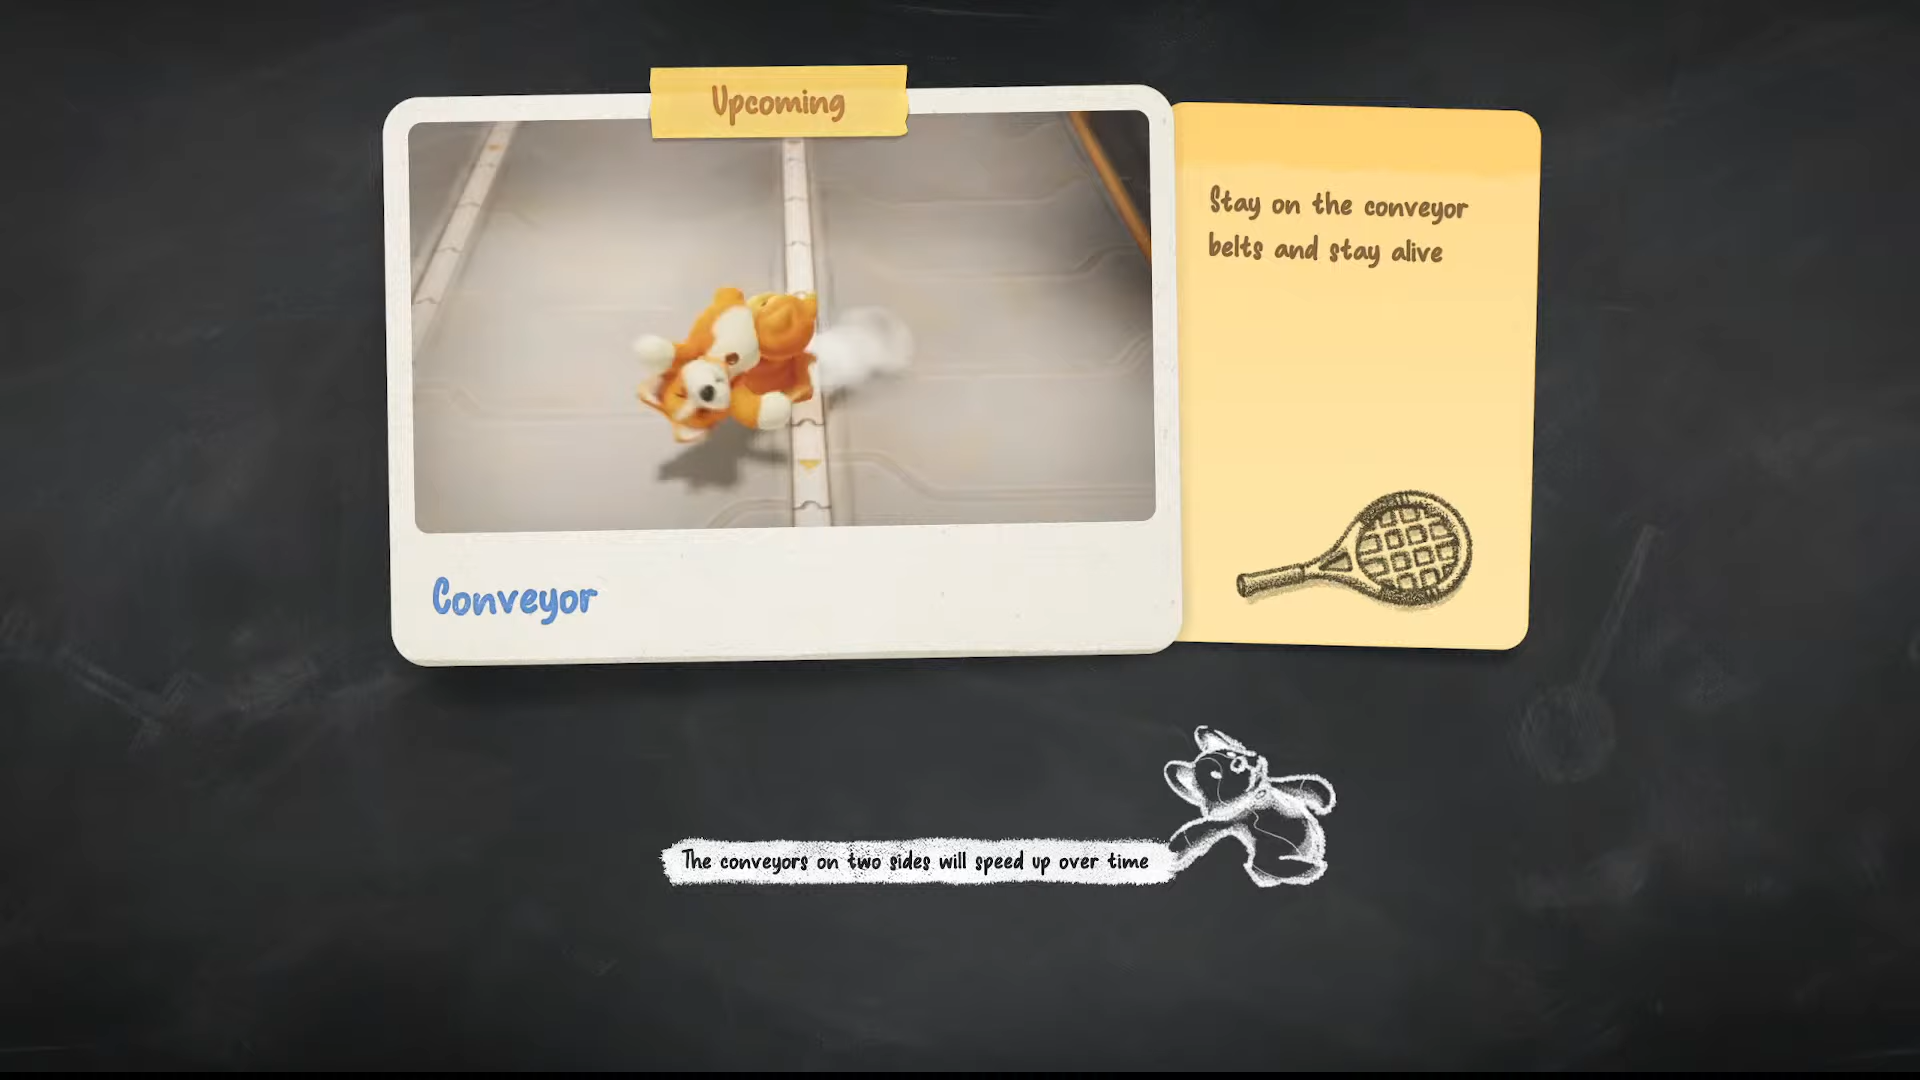 Upcoming
Stay on the conveyor
belts and stay alive
Conveyor
The conveyors on two sides will speed up over time